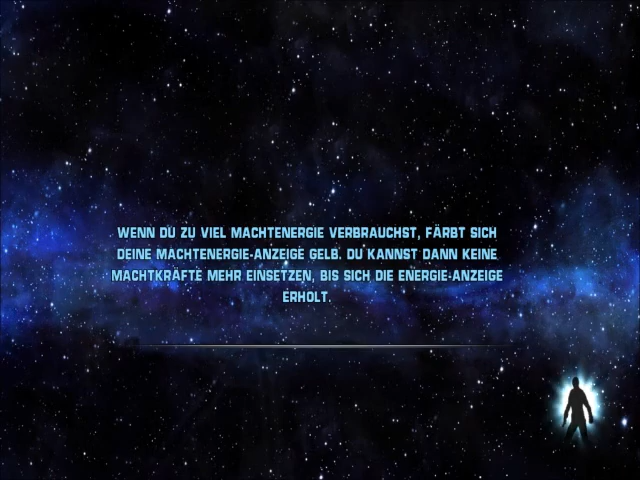 WENN DU ZU VIEL MACHTENERGIE VERBRAUCHST, FÄRBT SICH
DEINE MACHTENERGIE-ANZEIGE GELB. DU KANNST DANN KEINE
MACHTKRÄFTE MEHR EINSETZEN, BIS SICH DIE ENERGIE-ANZEIGE
ERHOLT.